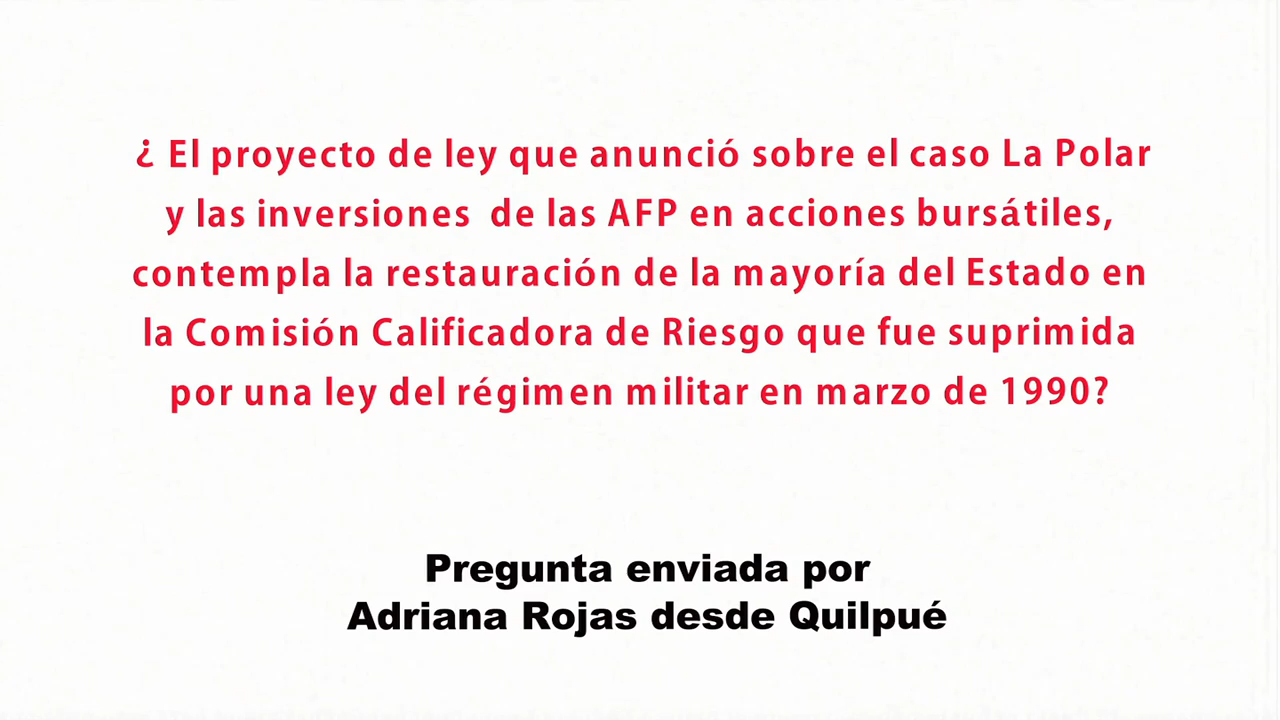 ¿ El proyecto de ley que anunció sobre el caso La Polar
y las inversiones de las AFP en acciones bursátiles,
contempla la restauración de la mayoría del Estado en
la Comisión Calificadora de Riesgo que fue suprimida
por una ley del régimen militar en marzo de 1990?
Pregunta enviada por
Adriana Rojas desde Quilpué